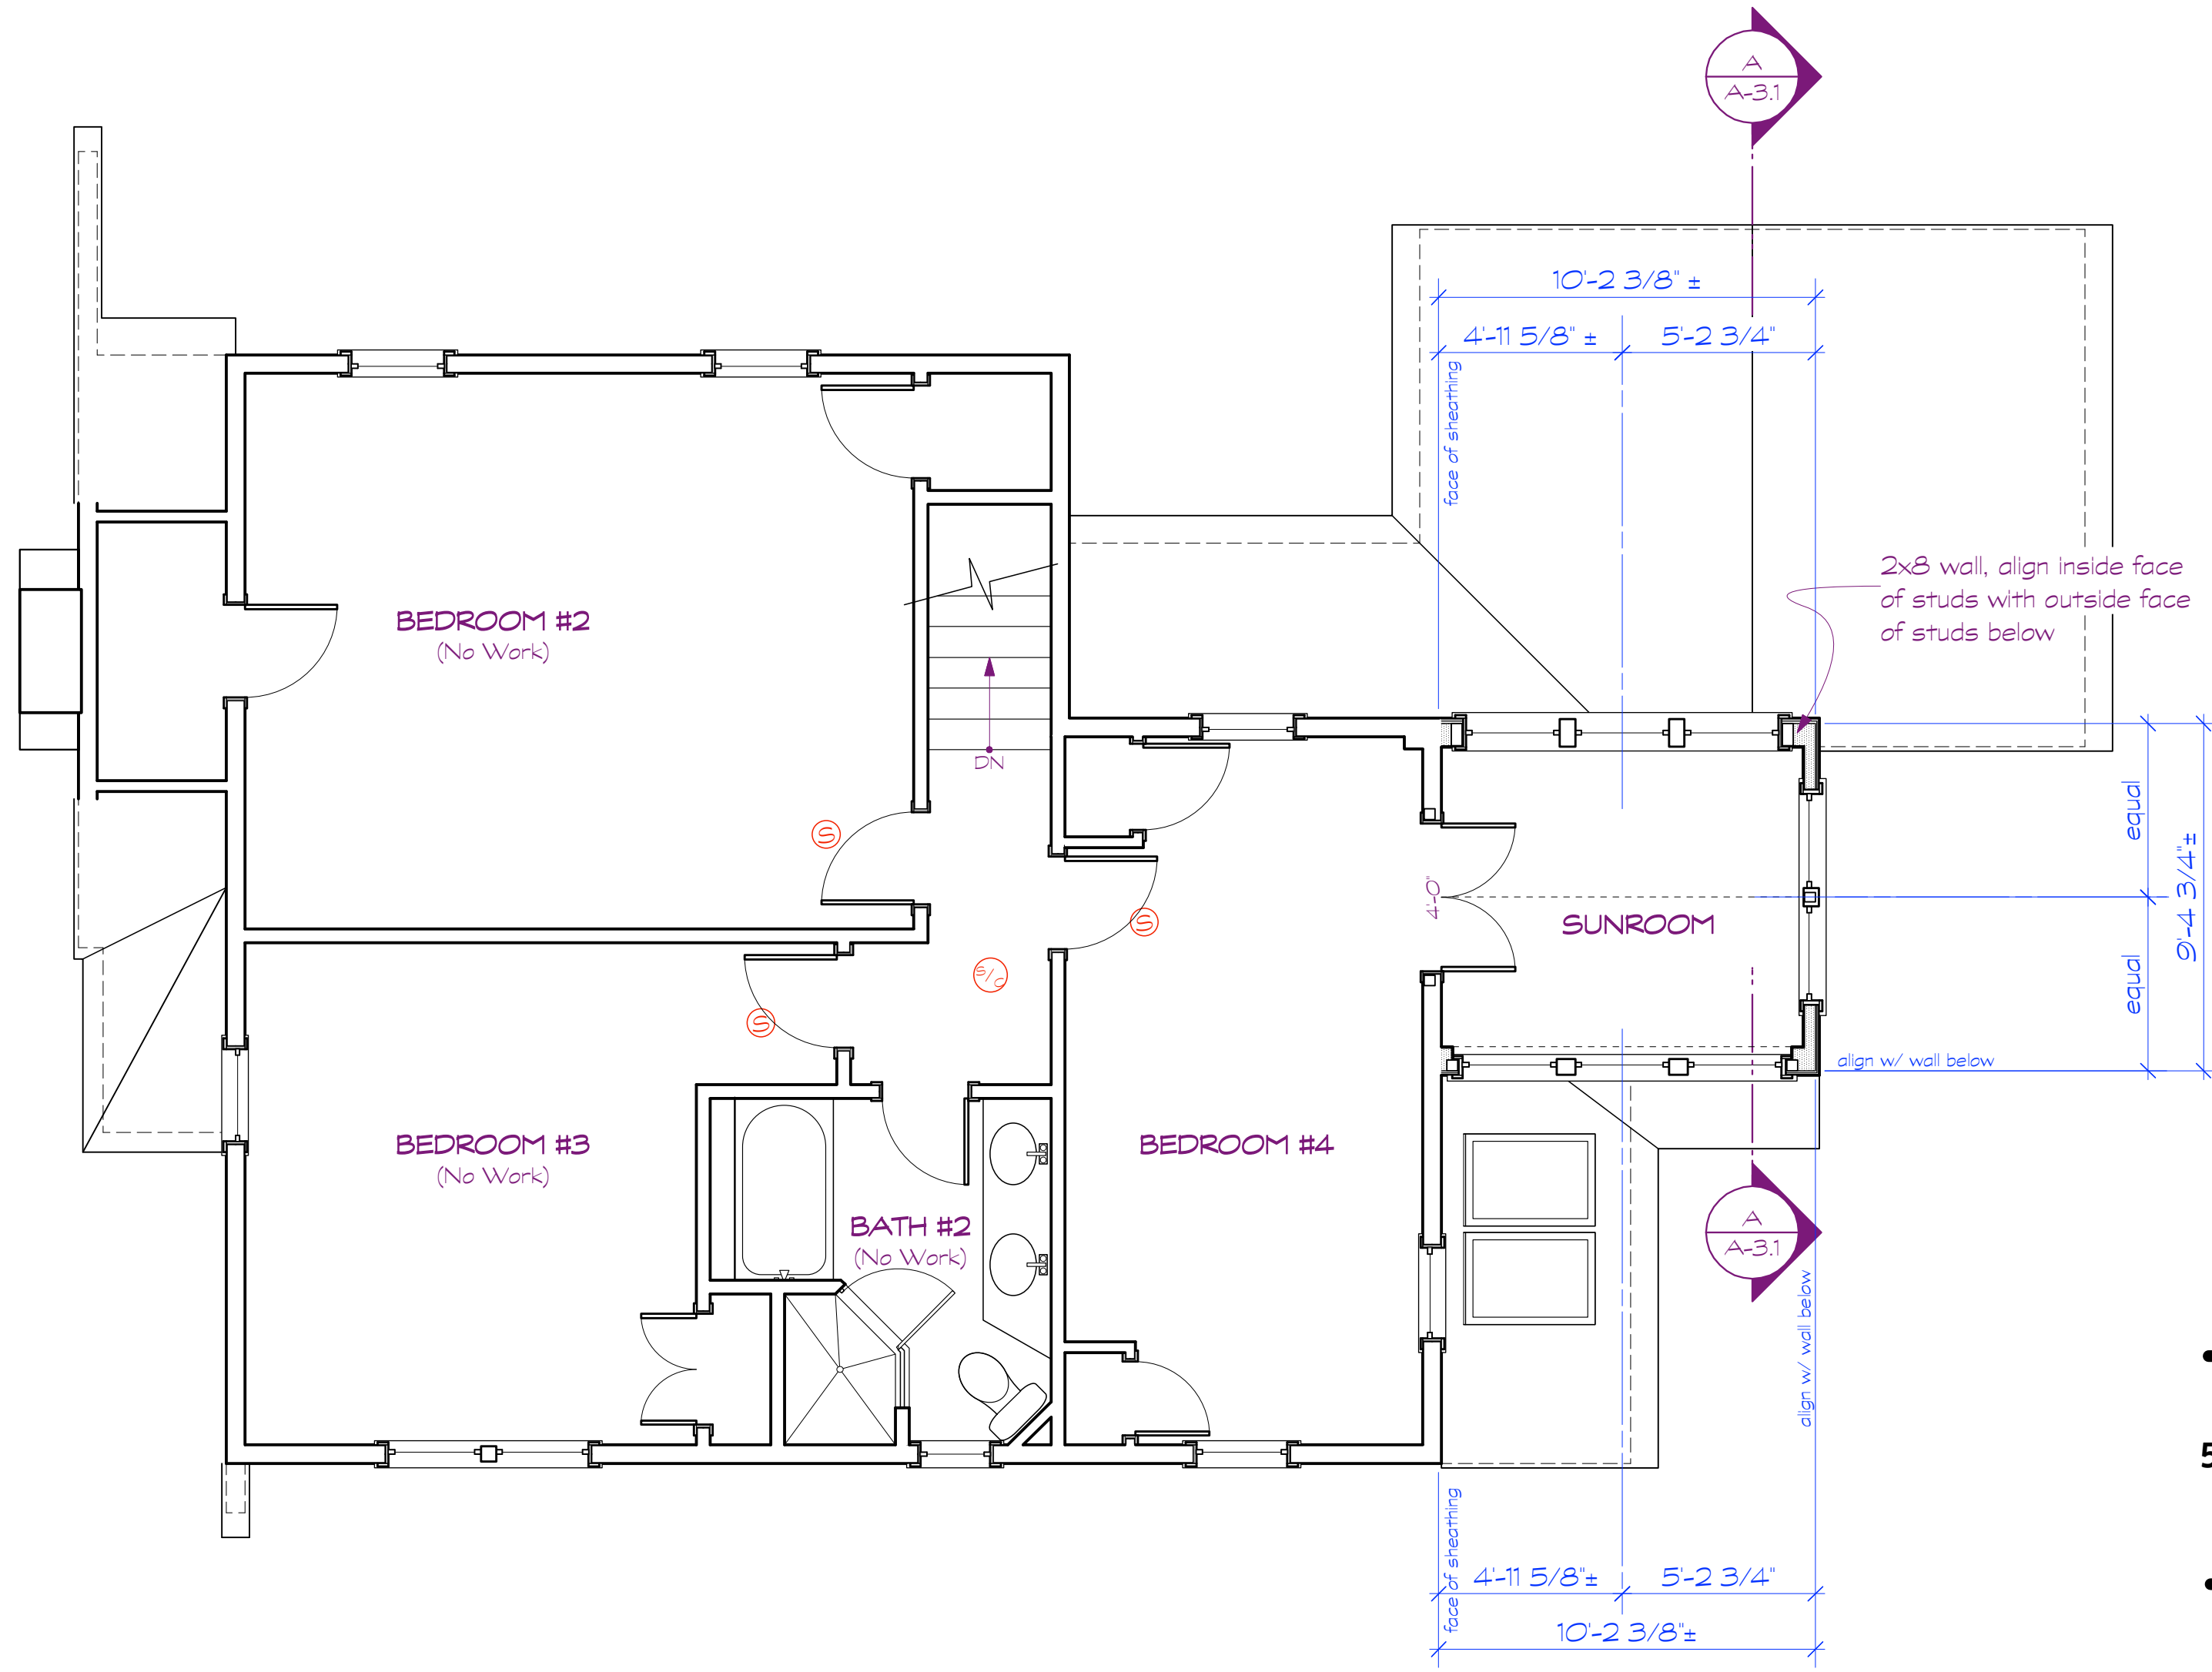 A
A-3.1
10'-2 3/8" ±
4'-11 5/8" ±
5'-2 3/4"
face of sheathing
2x8 wall, align inside face
of studs with outside face
of studs below
BEDROOM #2
(No Work)
DN
S
S
S
S/C
4'-0"
SUNROOM
equal
equal
9'-4 3/4"±
align w/ wall below
BEDROOM #3
(No Work)
BEDROOM #4
BATH #2
(No Work)
A
A-3.1
align w/ wall below
face of sheathing
4'-11 5/8"±
5'-2 3/4"
10'-2 3/8"±